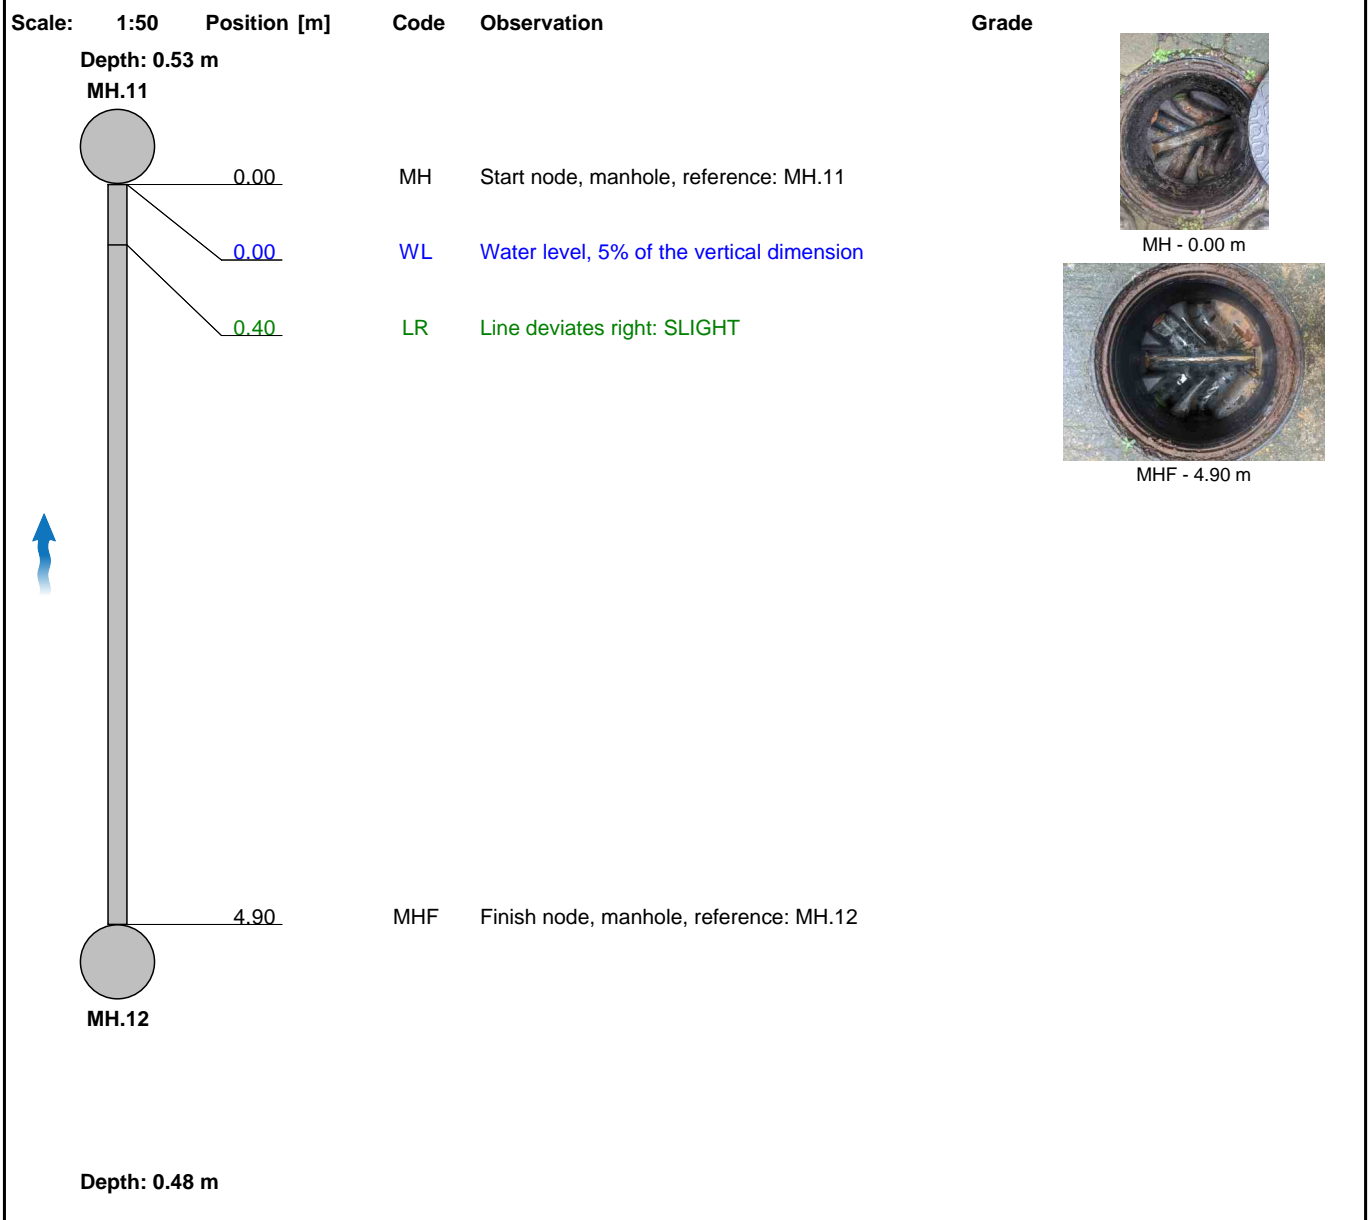 Scale: 1:50 Position [m] Code Observation Grade
Depth: 0.53 m
MH.11
0.00 MH Start node, manhole, reference: MH.11
0.00 WL Water level, 5% of the vertical dimension
MH - 0.00 m
0.40 LR Line deviates right: SLIGHT
MHF - 4.90 m
4.90 MHF Finish node, manhole, reference: MH.12
MH.12
Depth: 0.48 m